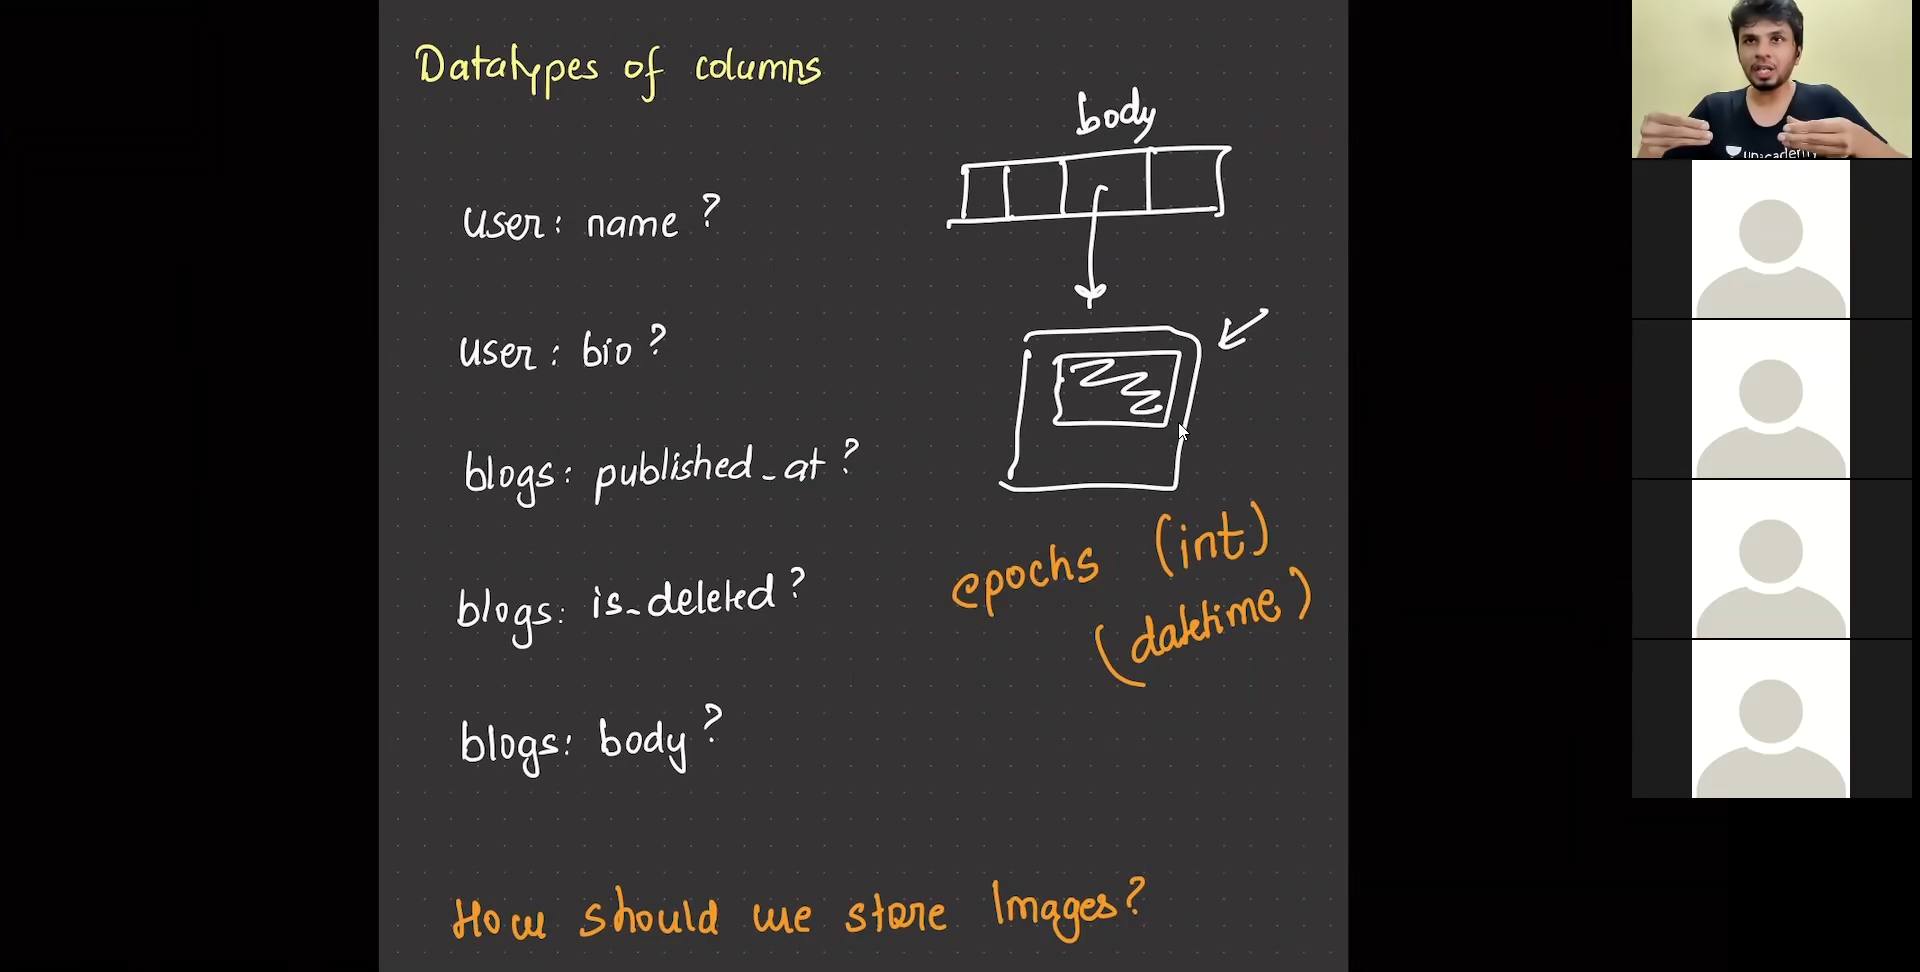 Datatypes of columns
body
user: name ?
user: bio ?
blogs: published_at ?
epochs (int)
(datetime)
blogs: is_deleted ?
blogs: body ?
How should we store Images?
unacademy